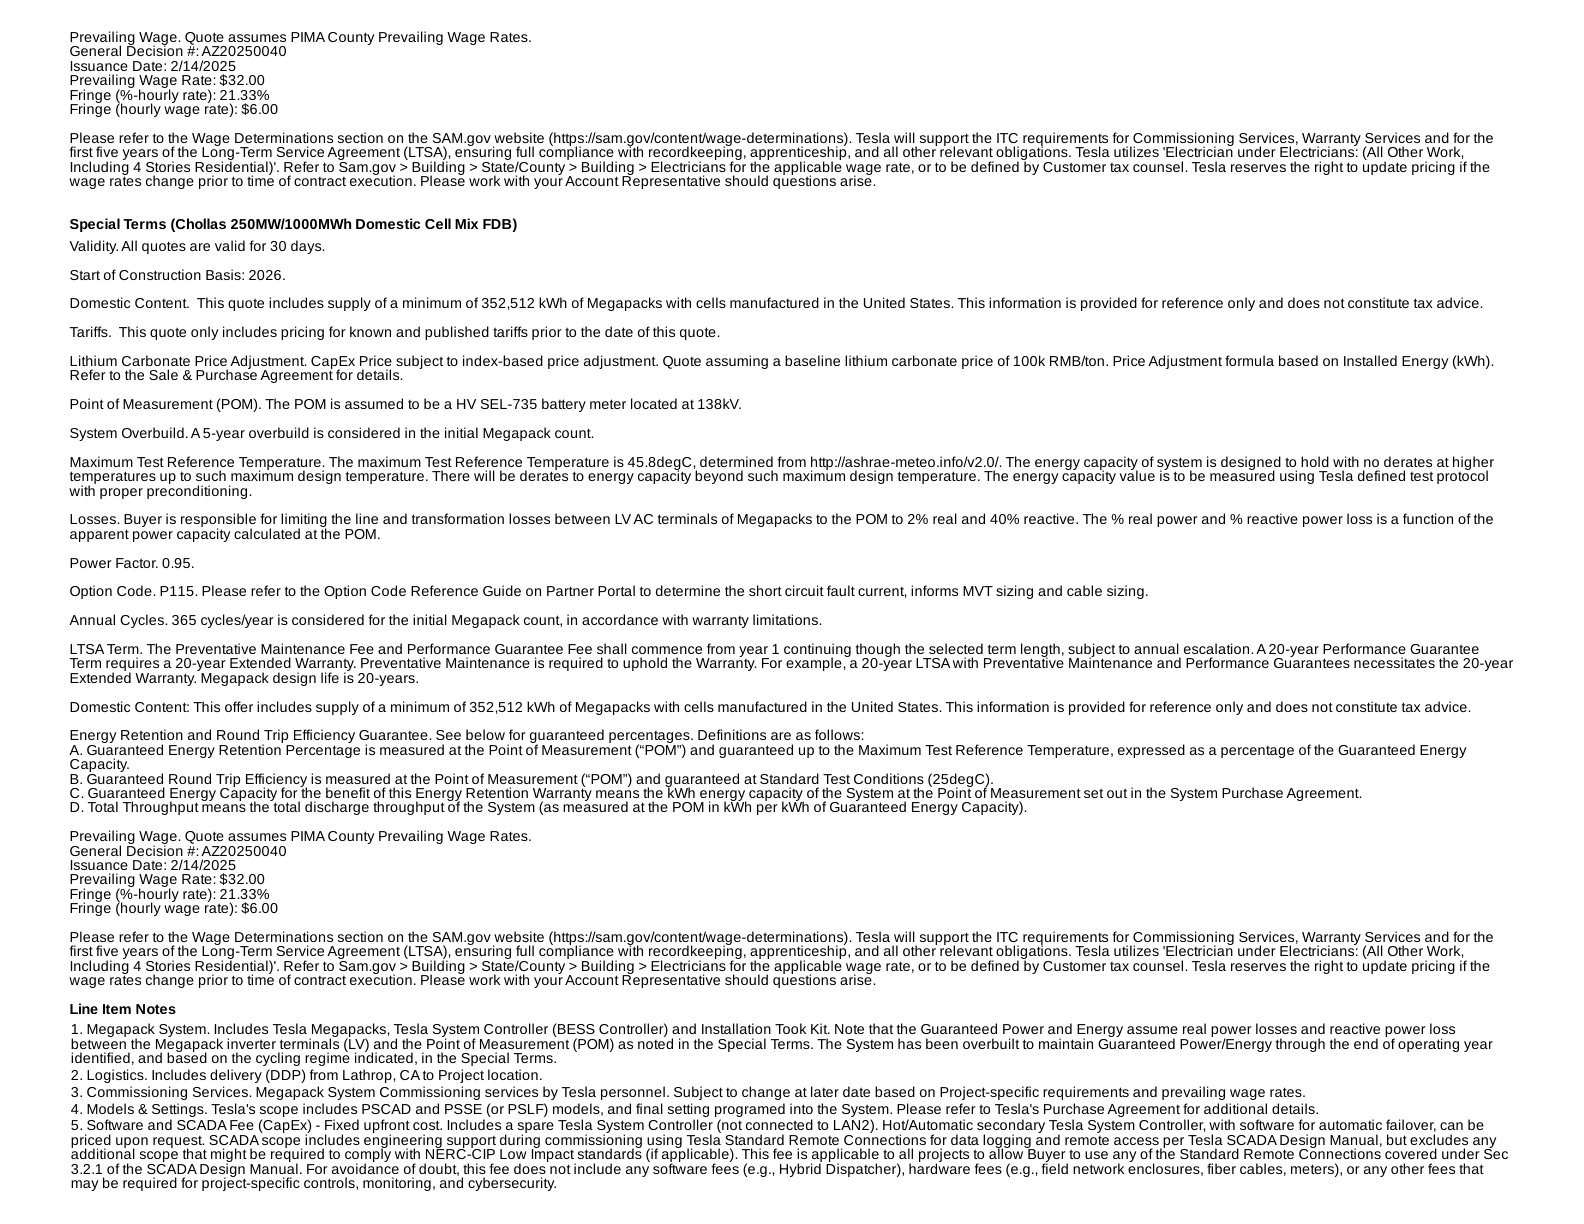 Prevailing Wage. Quote assumes PIMA County Prevailing Wage Rates.
General Decision #: AZ20250040
Issuance Date: 2/14/2025
Prevailing Wage Rate: $32.00
Fringe (%-hourly rate): 21.33%
Fringe (hourly wage rate): $6.00
Please refer to the Wage Determinations section on the SAM.gov website (https://sam.gov/content/wage-determinations). Tesla will support the ITC requirements for Commissioning Services, Warranty Services and for the
first five years of the Long-Term Service Agreement (LTSA), ensuring full compliance with recordkeeping, apprenticeship, and all other relevant obligations. Tesla utilizes 'Electrician under Electricians: (All Other Work,
Including 4 Stories Residential)'. Refer to Sam.gov > Building > State/County > Building > Electricians for the applicable wage rate, or to be defined by Customer tax counsel. Tesla reserves the right to update pricing if the
wage rates change prior to time of contract execution. Please work with your Account Representative should questions arise.
Special Terms (Chollas 250MW/1000MWh Domestic Cell Mix FDB)
Validity. All quotes are valid for 30 days.
Start of Construction Basis: 2026.
Domestic Content.  This quote includes supply of a minimum of 352,512 kWh of Megapacks with cells manufactured in the United States. This information is provided for reference only and does not constitute tax advice.
Tariffs.  This quote only includes pricing for known and published tariffs prior to the date of this quote.
Lithium Carbonate Price Adjustment. CapEx Price subject to index-based price adjustment. Quote assuming a baseline lithium carbonate price of 100k RMB/ton. Price Adjustment formula based on Installed Energy (kWh).
Refer to the Sale & Purchase Agreement for details.
Point of Measurement (POM). The POM is assumed to be a HV SEL-735 battery meter located at 138kV.
System Overbuild. A 5-year overbuild is considered in the initial Megapack count.
Maximum Test Reference Temperature. The maximum Test Reference Temperature is 45.8degC, determined from http://ashrae-meteo.info/v2.0/. The energy capacity of system is designed to hold with no derates at higher
temperatures up to such maximum design temperature. There will be derates to energy capacity beyond such maximum design temperature. The energy capacity value is to be measured using Tesla defined test protocol
with proper preconditioning.
Losses. Buyer is responsible for limiting the line and transformation losses between LV AC terminals of Megapacks to the POM to 2% real and 40% reactive. The % real power and % reactive power loss is a function of the
apparent power capacity calculated at the POM.
Power Factor. 0.95.
Option Code. P115. Please refer to the Option Code Reference Guide on Partner Portal to determine the short circuit fault current, informs MVT sizing and cable sizing.
Annual Cycles. 365 cycles/year is considered for the initial Megapack count, in accordance with warranty limitations.
LTSA Term. The Preventative Maintenance Fee and Performance Guarantee Fee shall commence from year 1 continuing though the selected term length, subject to annual escalation. A 20-year Performance Guarantee
Term requires a 20-year Extended Warranty. Preventative Maintenance is required to uphold the Warranty. For example, a 20-year LTSA with Preventative Maintenance and Performance Guarantees necessitates the 20-year
Extended Warranty. Megapack design life is 20-years.
Domestic Content: This offer includes supply of a minimum of 352,512 kWh of Megapacks with cells manufactured in the United States. This information is provided for reference only and does not constitute tax advice.
Energy Retention and Round Trip Efficiency Guarantee. See below for guaranteed percentages. Definitions are as follows:
A. Guaranteed Energy Retention Percentage is measured at the Point of Measurement (“POM”) and guaranteed up to the Maximum Test Reference Temperature, expressed as a percentage of the Guaranteed Energy
Capacity.
B. Guaranteed Round Trip Efficiency is measured at the Point of Measurement (“POM”) and guaranteed at Standard Test Conditions (25degC).
C. Guaranteed Energy Capacity for the benefit of this Energy Retention Warranty means the kWh energy capacity of the System at the Point of Measurement set out in the System Purchase Agreement.
D. Total Throughput means the total discharge throughput of the System (as measured at the POM in kWh per kWh of Guaranteed Energy Capacity).
Prevailing Wage. Quote assumes PIMA County Prevailing Wage Rates.
General Decision #: AZ20250040
Issuance Date: 2/14/2025
Prevailing Wage Rate: $32.00
Fringe (%-hourly rate): 21.33%
Fringe (hourly wage rate): $6.00
Please refer to the Wage Determinations section on the SAM.gov website (https://sam.gov/content/wage-determinations). Tesla will support the ITC requirements for Commissioning Services, Warranty Services and for the
first five years of the Long-Term Service Agreement (LTSA), ensuring full compliance with recordkeeping, apprenticeship, and all other relevant obligations. Tesla utilizes 'Electrician under Electricians: (All Other Work,
Including 4 Stories Residential)'. Refer to Sam.gov > Building > State/County > Building > Electricians for the applicable wage rate, or to be defined by Customer tax counsel. Tesla reserves the right to update pricing if the
wage rates change prior to time of contract execution. Please work with your Account Representative should questions arise.
Line Item Notes
1. Megapack System. Includes Tesla Megapacks, Tesla System Controller (BESS Controller) and Installation Took Kit. Note that the Guaranteed Power and Energy assume real power losses and reactive power loss
between the Megapack inverter terminals (LV) and the Point of Measurement (POM) as noted in the Special Terms. The System has been overbuilt to maintain Guaranteed Power/Energy through the end of operating year
identified, and based on the cycling regime indicated, in the Special Terms.
2. Logistics. Includes delivery (DDP) from Lathrop, CA to Project location.
3. Commissioning Services. Megapack System Commissioning services by Tesla personnel. Subject to change at later date based on Project-specific requirements and prevailing wage rates.
4. Models & Settings. Tesla's scope includes PSCAD and PSSE (or PSLF) models, and final setting programed into the System. Please refer to Tesla's Purchase Agreement for additional details.
5. Software and SCADA Fee (CapEx) - Fixed upfront cost. Includes a spare Tesla System Controller (not connected to LAN2). Hot/Automatic secondary Tesla System Controller, with software for automatic failover, can be
priced upon request. SCADA scope includes engineering support during commissioning using Tesla Standard Remote Connections for data logging and remote access per Tesla SCADA Design Manual, but excludes any
additional scope that might be required to comply with NERC-CIP Low Impact standards (if applicable). This fee is applicable to all projects to allow Buyer to use any of the Standard Remote Connections covered under Sec
3.2.1 of the SCADA Design Manual. For avoidance of doubt, this fee does not include any software fees (e.g., Hybrid Dispatcher), hardware fees (e.g., field network enclosures, fiber cables, meters), or any other fees that
may be required for project-specific controls, monitoring, and cybersecurity.